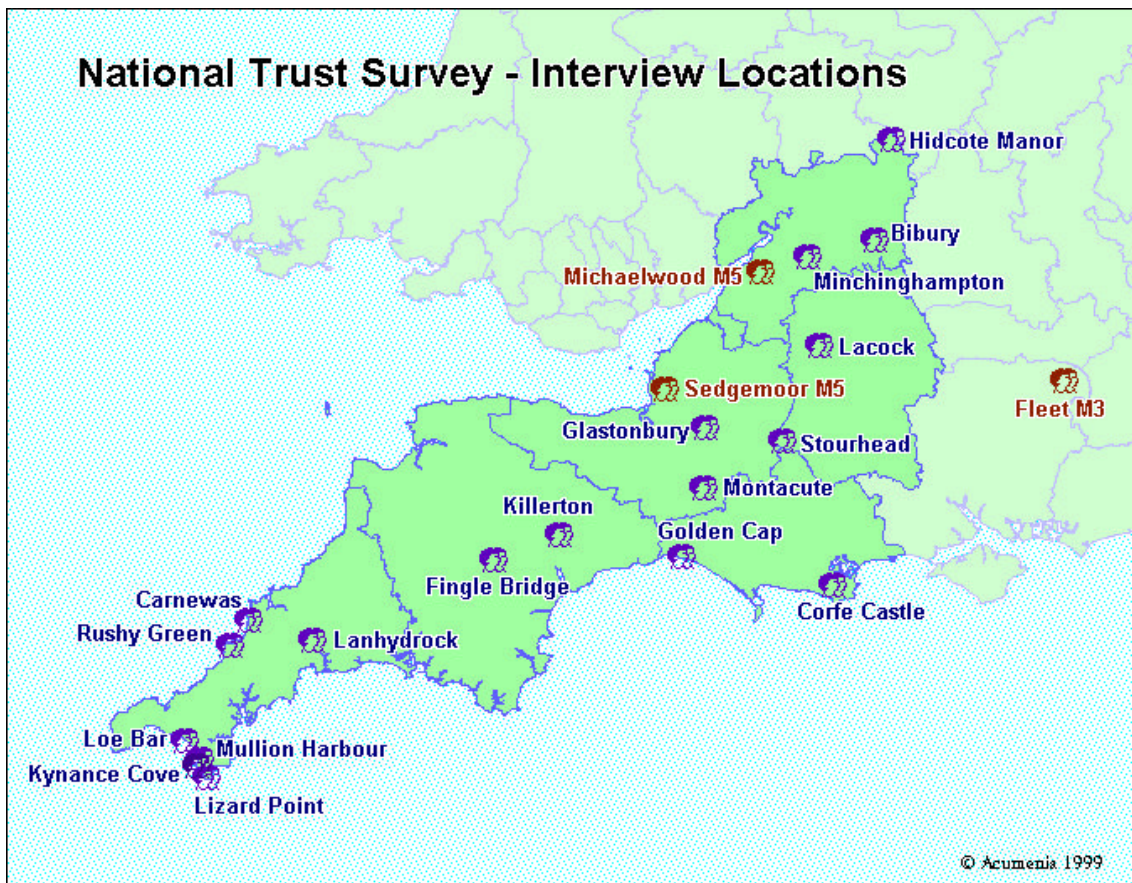 National Trust Survey - Interview Locations
Hidcote Manor
Bibury
Michaelwood M5
Minchinghampton
Lacock
Sedgemoor M5
Fleet M3
Glastonbury
Stourhead
Montacute
Killerton
Golden Cap
Fingle Bridge
Carnewas
Corfe Castle
Rushy Green
Lanhydrock
Loe Bar
Mullion Harbour
Kynance Cove
Lizard Point
© Acumenia 1999